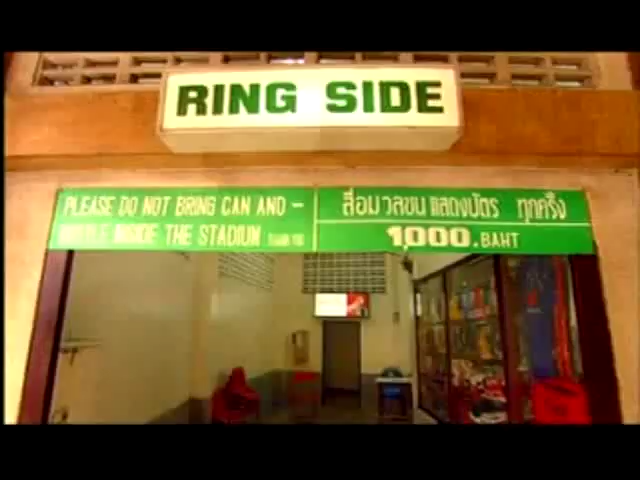 RING SIDE
PLEASE DO NOT BRING CAN AND -
BOTTLE INSIDE THE STADIUM
สื่อมวลชนแสดงบัตร ทุกครั้ง
1,000.BAHT